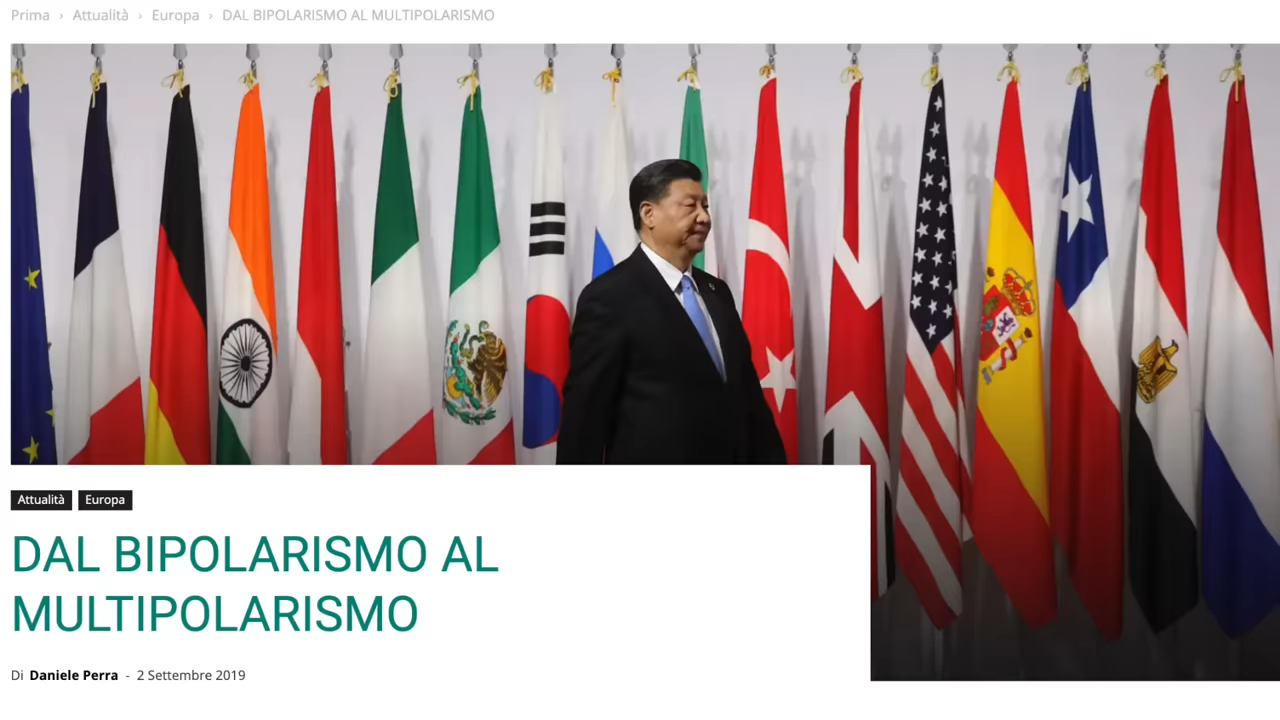 Prima › Attualità › Europa › DAL BIPOLARISMO AL MULTIPOLARISMO
Attualità Europa
DAL BIPOLARISMO AL
MULTIPOLARISMO
Di Daniele Perra - 2 Settembre 2019